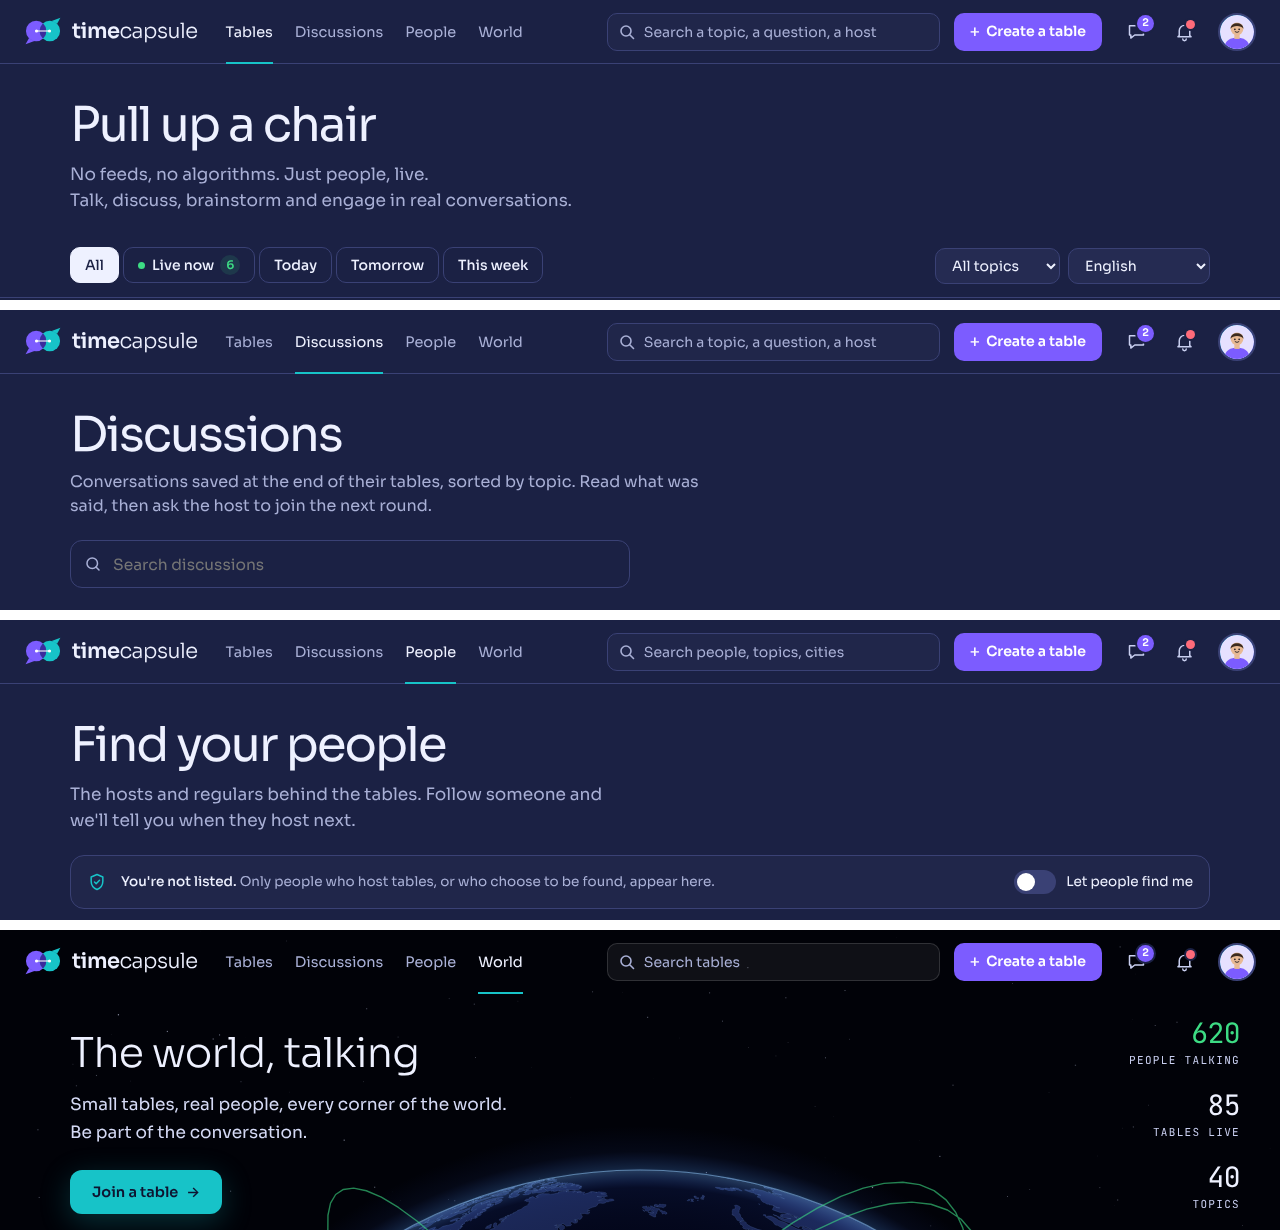 timecapsule Tables Discussions People World Search a topic, a question, a host + Create a table 2
Pull up a chair
No feeds, no algorithms. Just people, live.
Talk, discuss, brainstorm and engage in real conversations.
All Live now 6 Today Tomorrow This week All topics English
timecapsule Tables Discussions People World Search a topic, a question, a host + Create a table 2
Discussions
Conversations saved at the end of their tables, sorted by topic. Read what was
said, then ask the host to join the next round.
Search discussions
timecapsule Tables Discussions People World Search people, topics, cities + Create a table 2
Find your people
The hosts and regulars behind the tables. Follow someone and
we'll tell you when they host next.
You're not listed. Only people who host tables, or who choose to be found, appear here. Let people find me
timecapsule Tables Discussions People World Search tables + Create a table 2
The world, talking
Small tables, real people, every corner of the world.
Be part of the conversation.
Join a table →
620
PEOPLE TALKING
85
TABLES LIVE
40
TOPICS